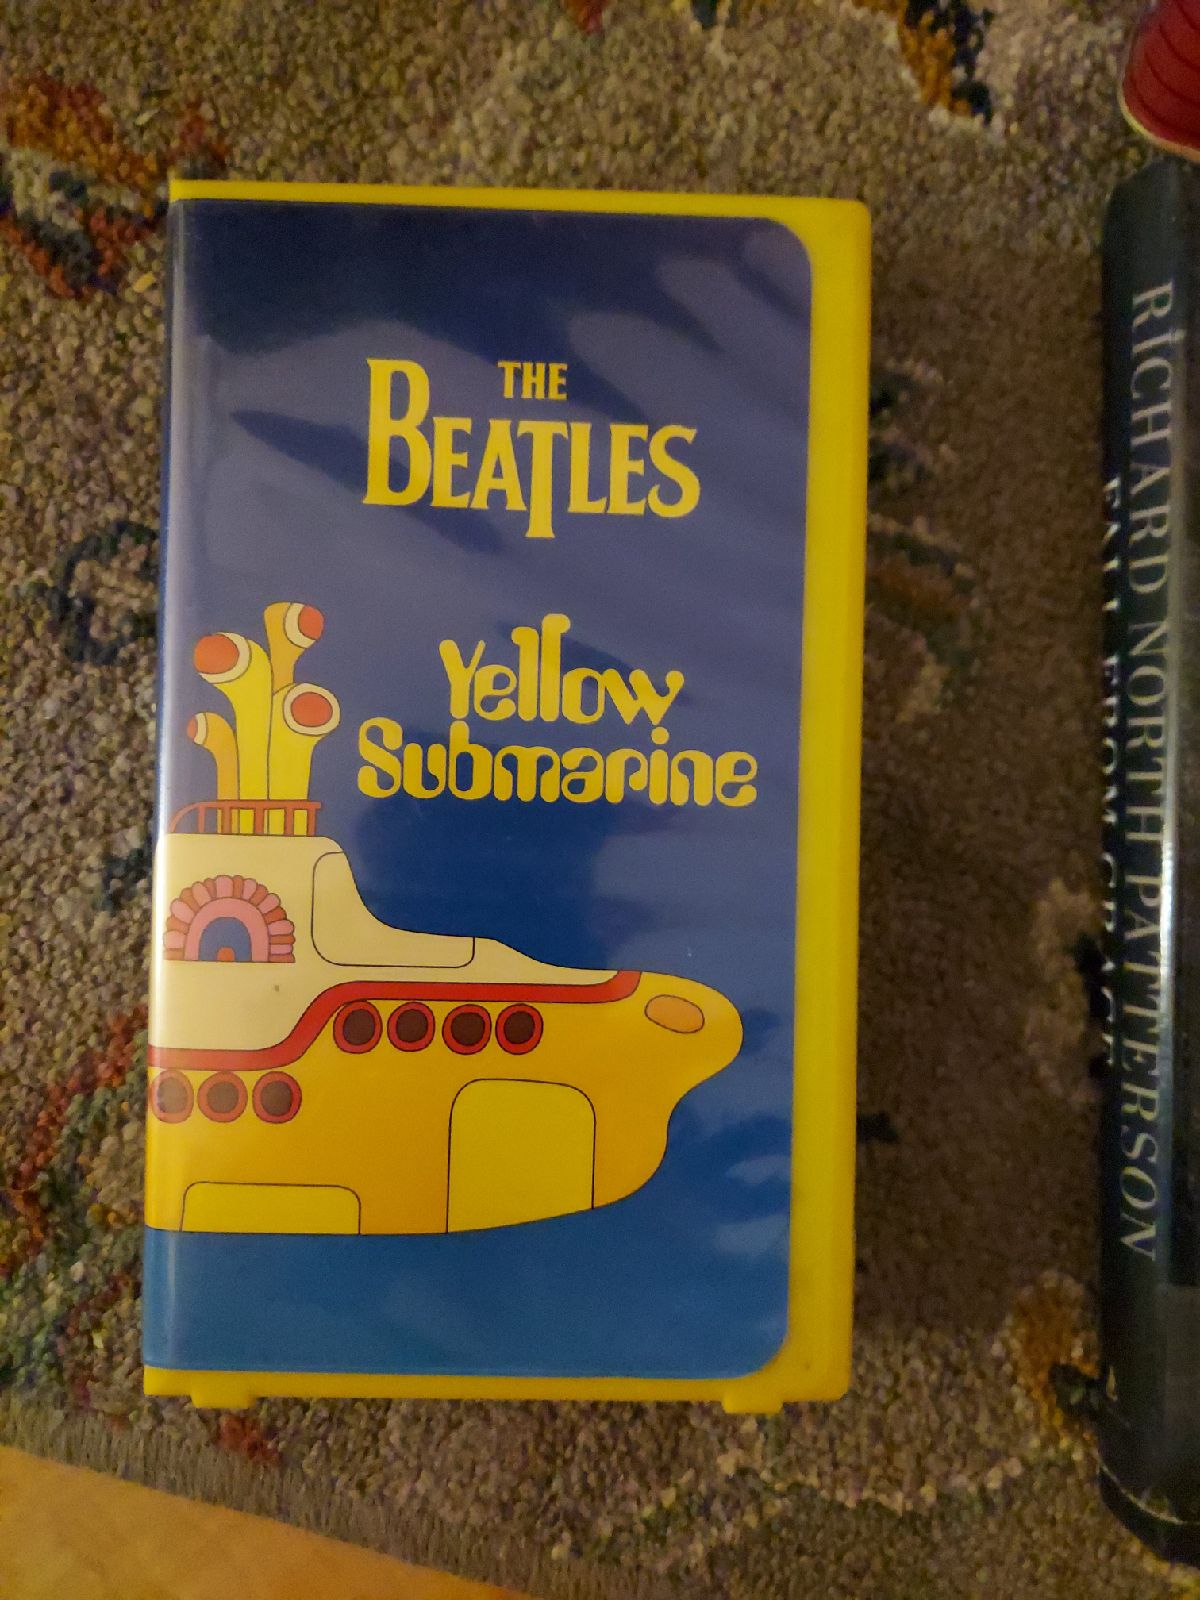 THE
BEATLES
Yellow
Submarine
RICHARD NORTH PATTERSON